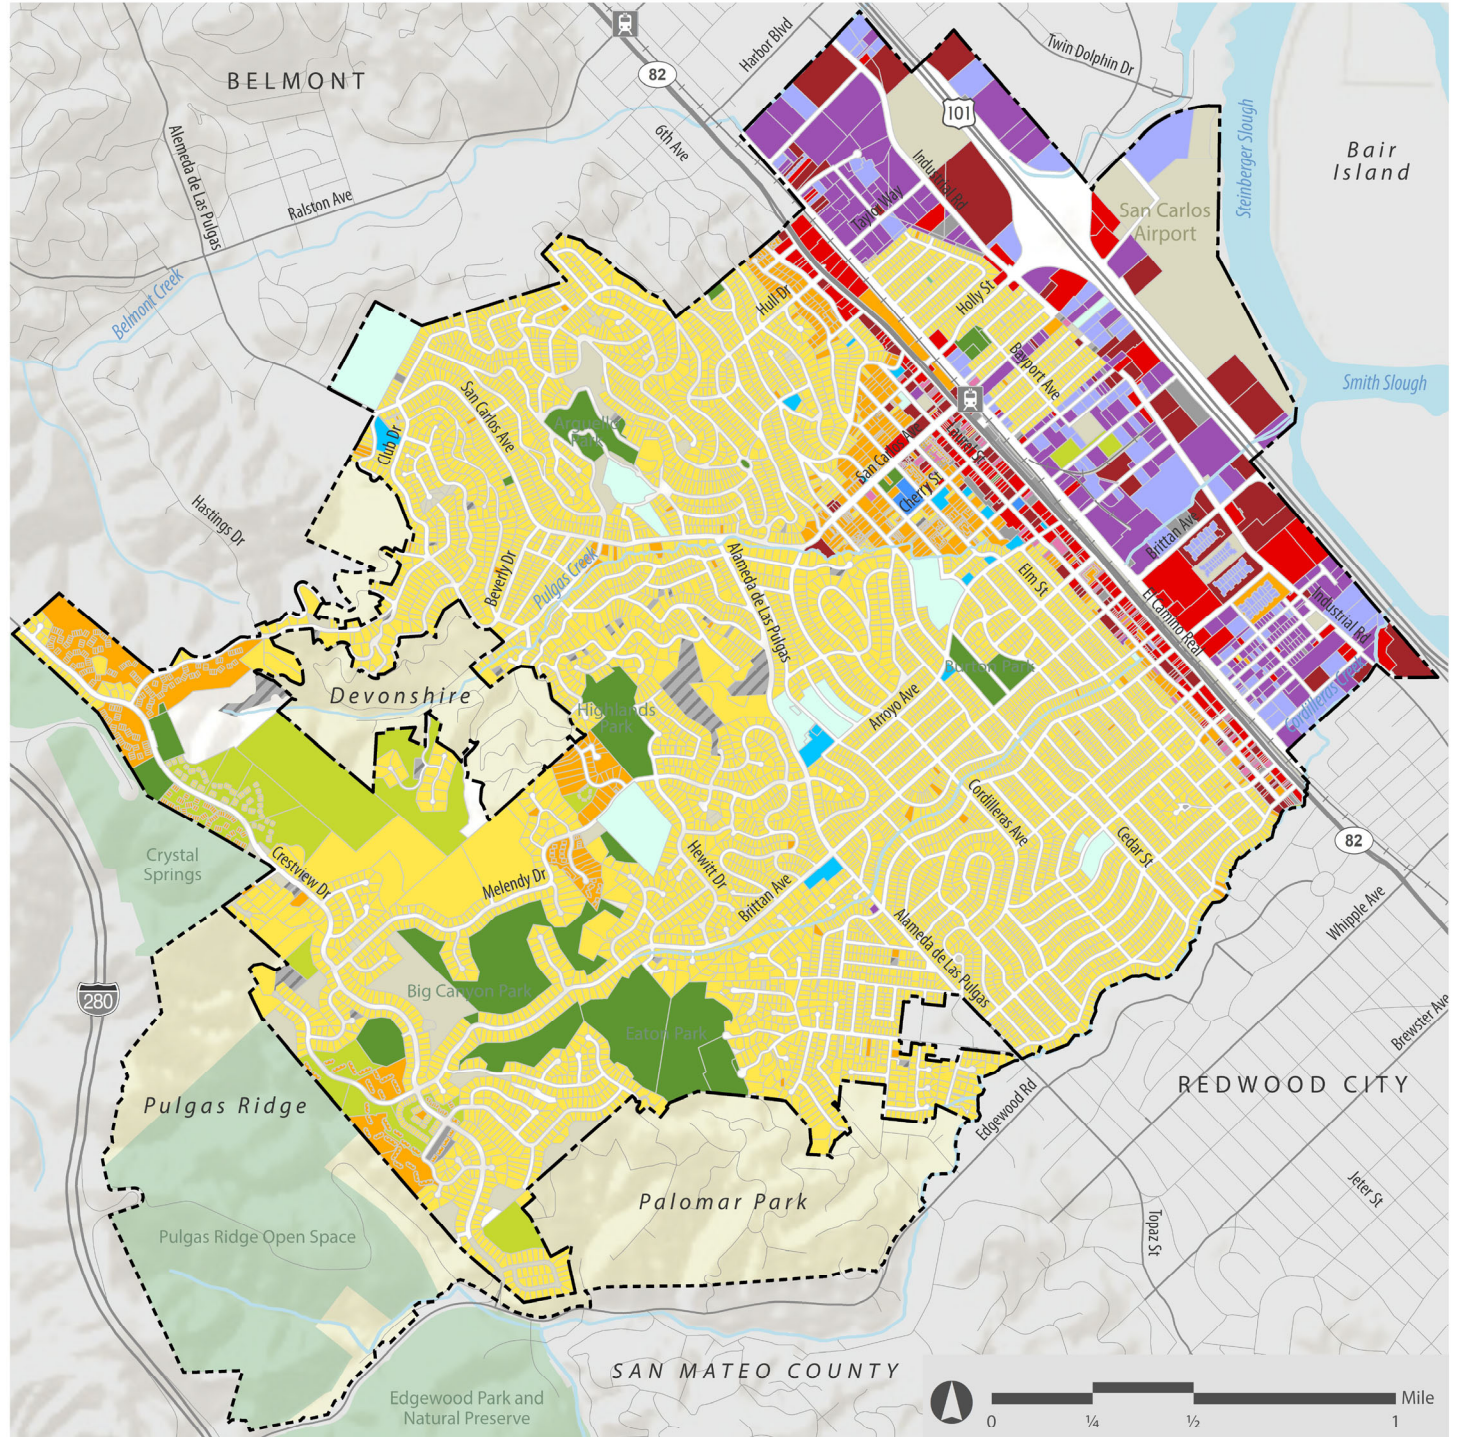 BELMONT
82
Harbor Blvd
Twin Dolphin Dr
101
6th Ave
Alemeda de Las Pulgas
Ralston Ave
Steinberger Slough
Bair
Island
Industrial Rd
Taylor Way
San Carlos
Airport
Belmont Creek
Hull Dr
Holly St
Bayport Ave
Smith Slough
San Carlos Ave
Arguello
Park
Club Dr
San Carlos Ave
Laurel St
Cherry St
Hastings Dr
Brittan Ave
Beverly Dr
Pulgas Creek
Alameda de Las Pulgas
Elm St
El Camino Real
Industrial Rd
Burton Park
Devonshire
Highlands
Park
Arroyo Ave
Cordilleras Creek
Cordilleras Ave
Cedar St
82
Crystal
Springs
Crestview Dr
Melendy Dr
Hewitt Dr
Brittan Ave
Whipple Ave
Alameda de Las Pulgas
280
Big Canyon Park
Eaton Park
Brewster Ave
REDWOOD CITY
Pulgas Ridge
Edgewood Rd
Palomar Park
Jeter St
Topaz St
Pulgas Ridge Open Space
SAN MATEO COUNTY
Edgewood Park and
Natural Preserve
Mile
0 ¼ ½ 1